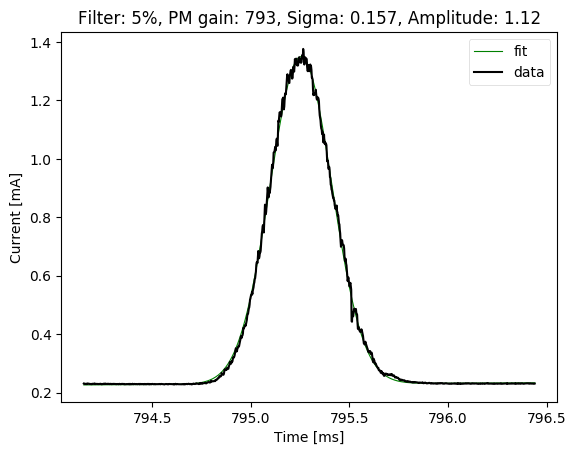 Filter: 5%, PM gain: 793, Sigma: 0.157, Amplitude: 1.12
fit
data
1.4
1.2
1.0
0.8
0.6
0.4
0.2
Current [mA]
794.5 795.0 795.5 796.0 796.5
Time [ms]